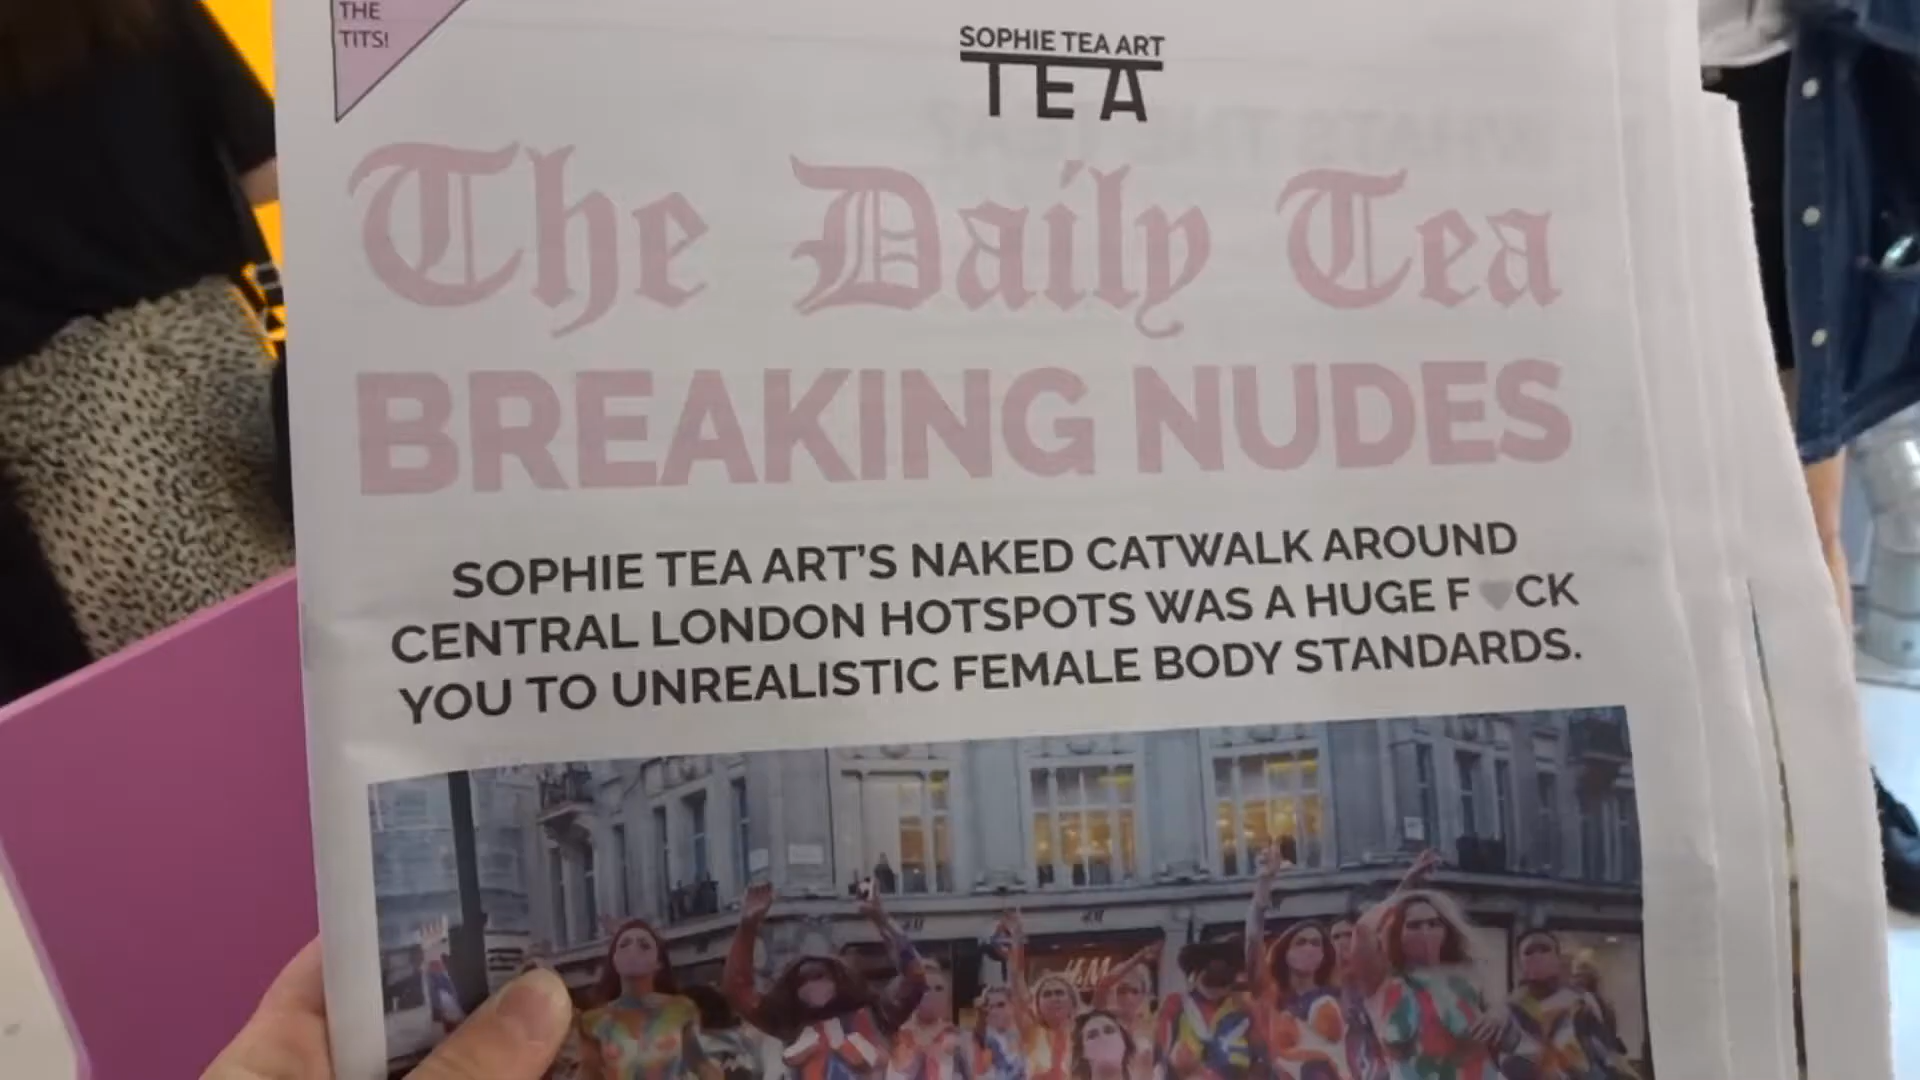 THE
TITS!
SOPHIE TEA ART
TEA
The Daily Tea
BREAKING NUDES
SOPHIE TEA ART'S NAKED CATWALK AROUND
CENTRAL LONDON HOTSPOTS WAS A HUGE F🖤CK
YOU TO UNREALISTIC FEMALE BODY STANDARDS.
H&M